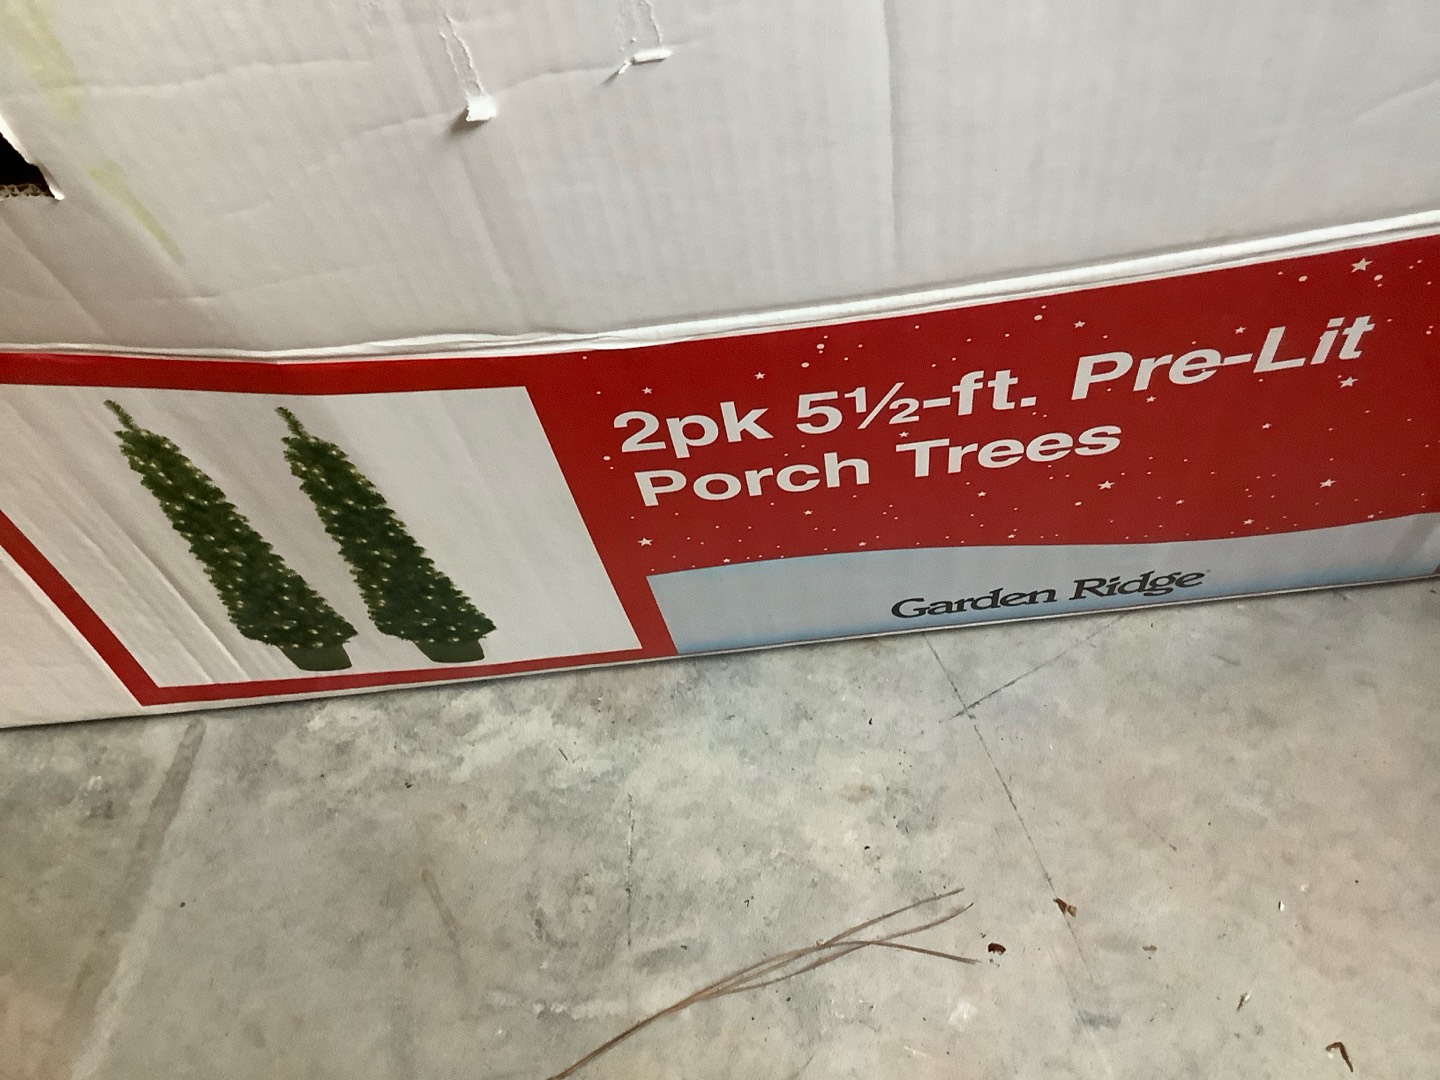 2pk 5½-ft. Pre-Lit
Porch Trees
Garden Ridge